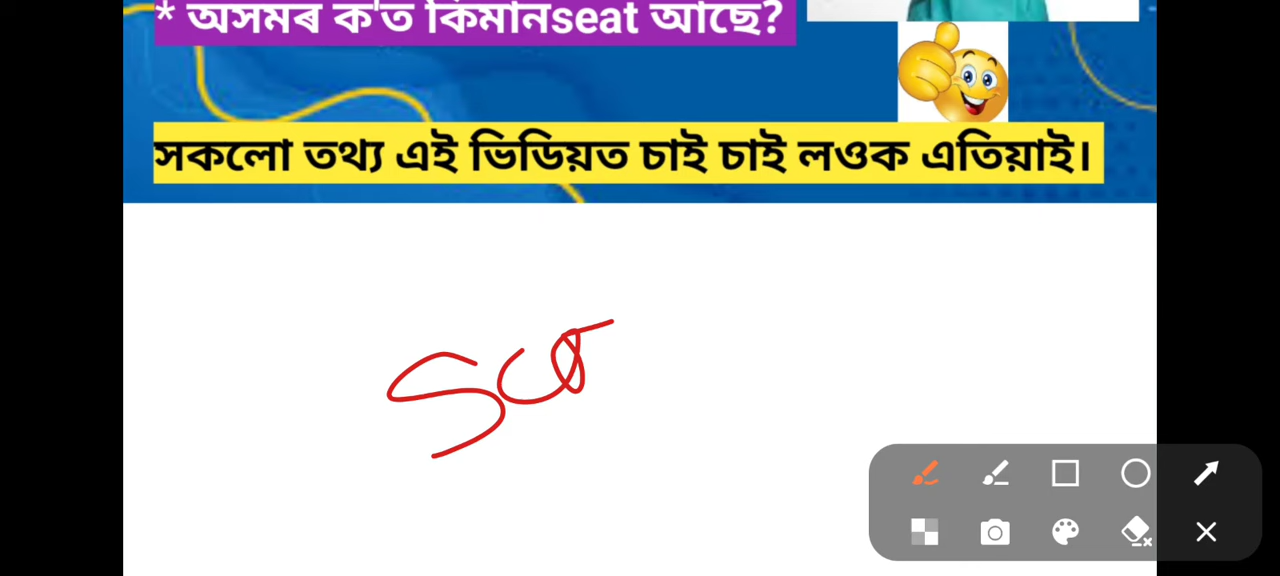 * অসমৰ ক'ত কিমানseat আছে?
সকলো তথ্য এই ভিডিয়ত চাই চাই লওক এতিয়াই।